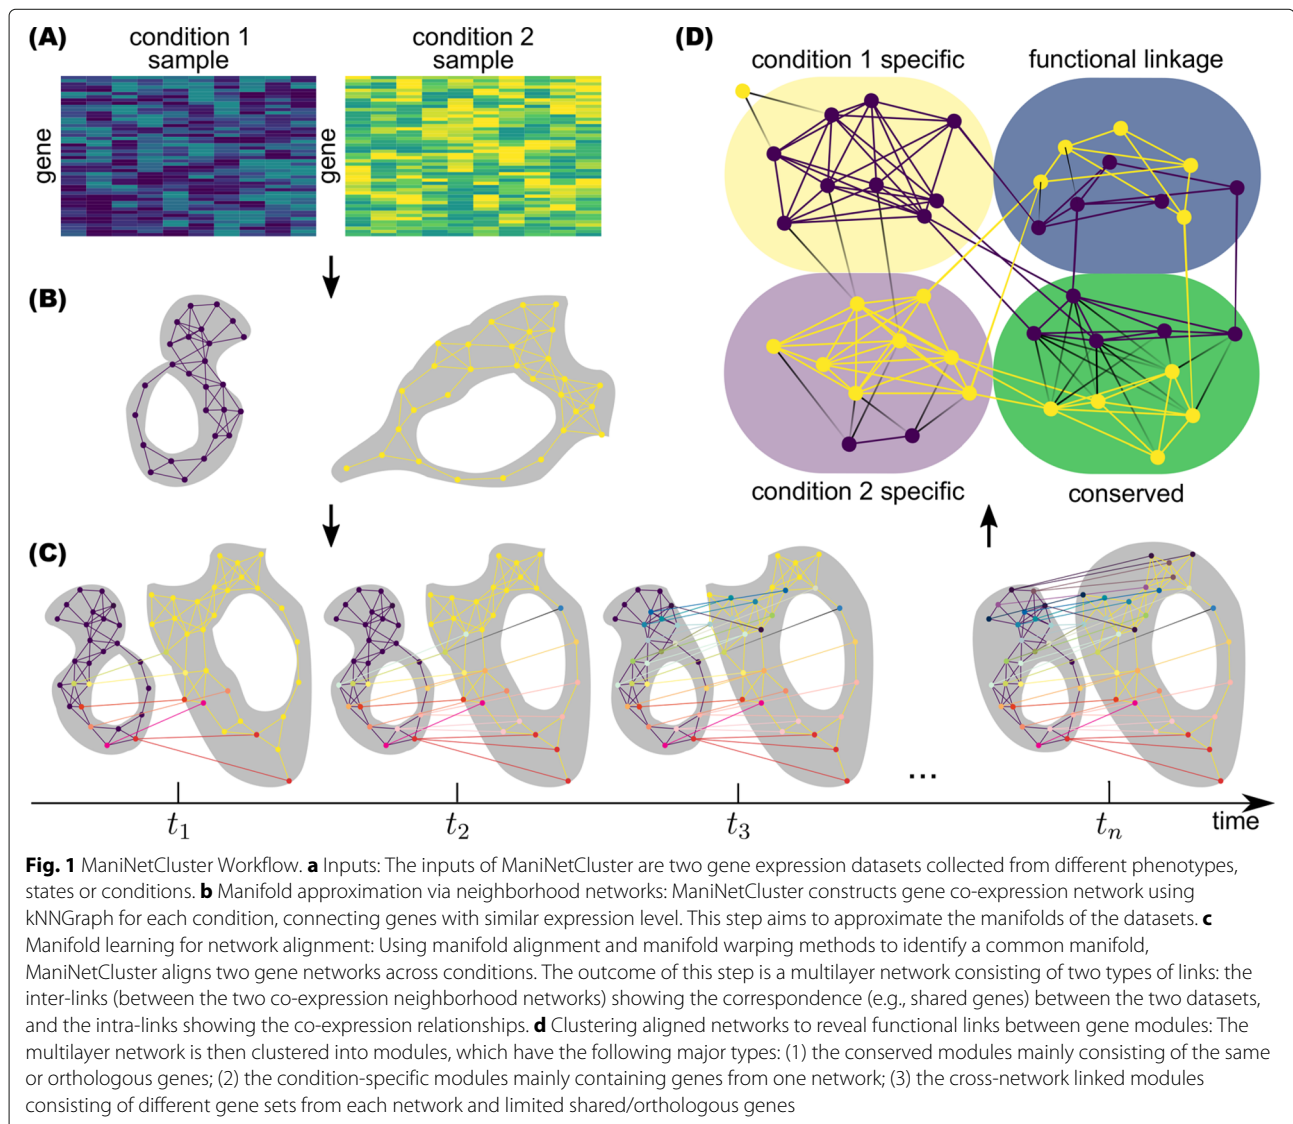 (A)
condition 1
sample
gene
condition 2
sample
gene
(D)
condition 1 specific
functional linkage
condition 2 specific
conserved
(B)
(C)
...
t1
t2
t3
tn
time
Fig. 1 ManiNetCluster Workflow. a Inputs: The inputs of ManiNetCluster are two gene expression datasets collected from different phenotypes,
states or conditions. b Manifold approximation via neighborhood networks: ManiNetCluster constructs gene co-expression network using
kNNGraph for each condition, connecting genes with similar expression level. This step aims to approximate the manifolds of the datasets. c
Manifold learning for network alignment: Using manifold alignment and manifold warping methods to identify a common manifold,
ManiNetCluster aligns two gene networks across conditions. The outcome of this step is a multilayer network consisting of two types of links: the
inter-links (between the two co-expression neighborhood networks) showing the correspondence (e.g., shared genes) between the two datasets,
and the intra-links showing the co-expression relationships. d Clustering aligned networks to reveal functional links between gene modules: The
multilayer network is then clustered into modules, which have the following major types: (1) the conserved modules mainly consisting of the same
or orthologous genes; (2) the condition-specific modules mainly containing genes from one network; (3) the cross-network linked modules
consisting of different gene sets from each network and limited shared/orthologous genes